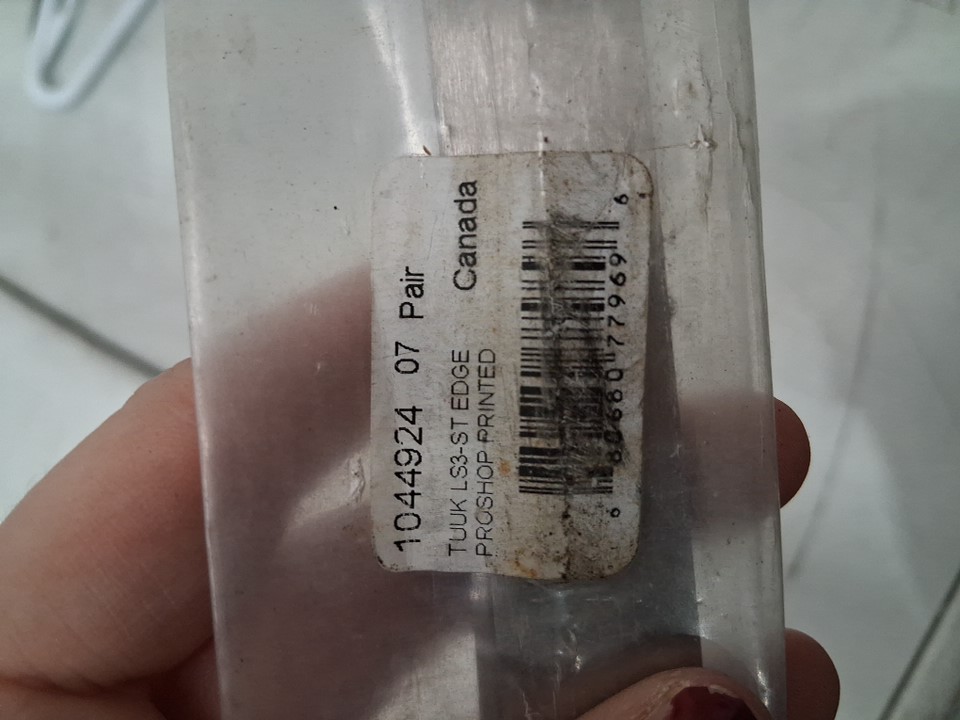 1044924 07 Pair
TUUK LS3-ST EDGE Canada
PROSHOP PRINTED
6 80680 77969 6